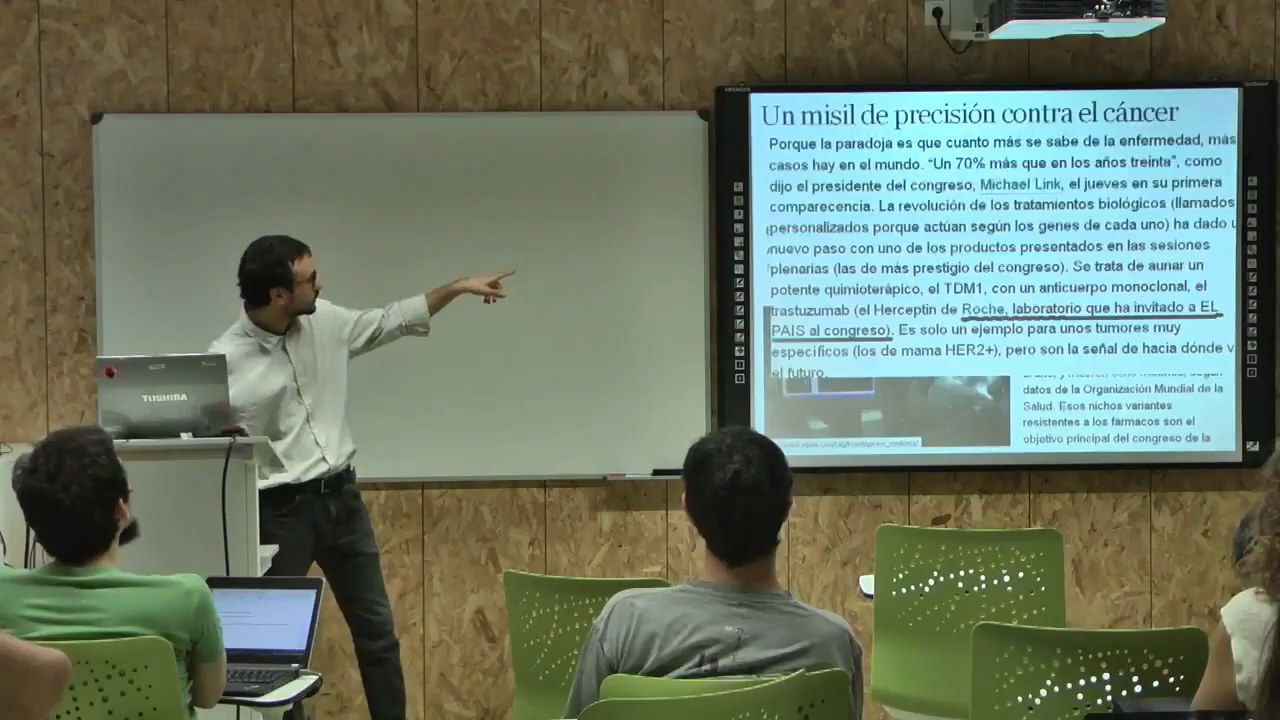 HITACHI
Un misil de precisión contra el cáncer
Porque la paradoja es que cuanto más se sabe de la enfermedad, más
casos hay en el mundo. “Un 70% más que en los años treinta”, como
dijo el presidente del congreso, Michael Link, el jueves en su primera
comparecencia. La revolución de los tratamientos biológicos (llamados
personalizados porque actúan según los genes de cada uno) ha dado
nuevo paso con uno de los productos presentados en las sesiones
plenarias (las de más prestigio del congreso). Se trata de aunar un
potente quimioterápico, el TDM1, con un anticuerpo monoclonal, el
trastuzumab (el Herceptin de Roche, laboratorio que ha invitado a EL
PAIS al congreso). Es solo un ejemplo para unos tumores muy
específicos (los de mama HER2+), pero son la señal de hacia dónde v
el futuro.
datos de la Organización Mundial de la
Salud. Esos nichos variantes
resistentes a los fármacos son el
objetivo principal del congreso de la
TOSHIBA